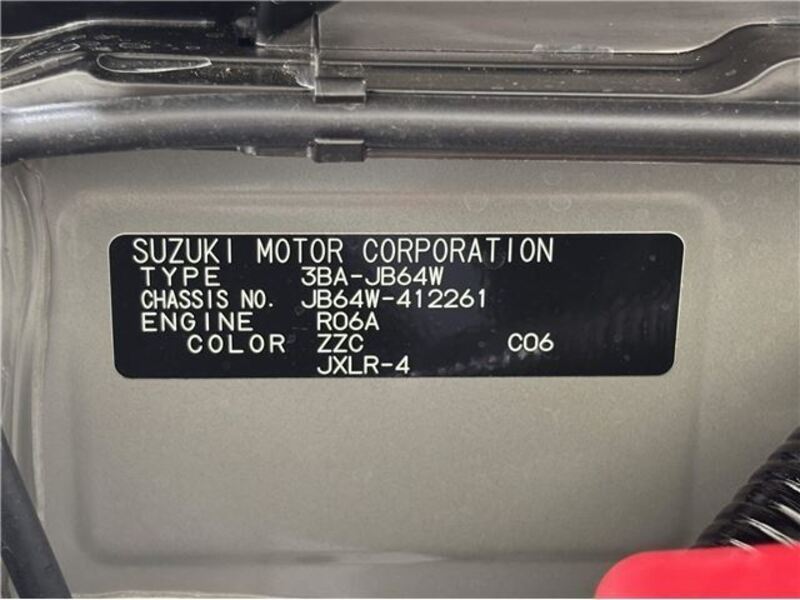 SUZUKI MOTOR CORPORATION
TYPE 3BA-JB64W
CHASSIS NO. JB64W-412261
ENGINE R06A
COLOR ZZC C06
JXLR-4